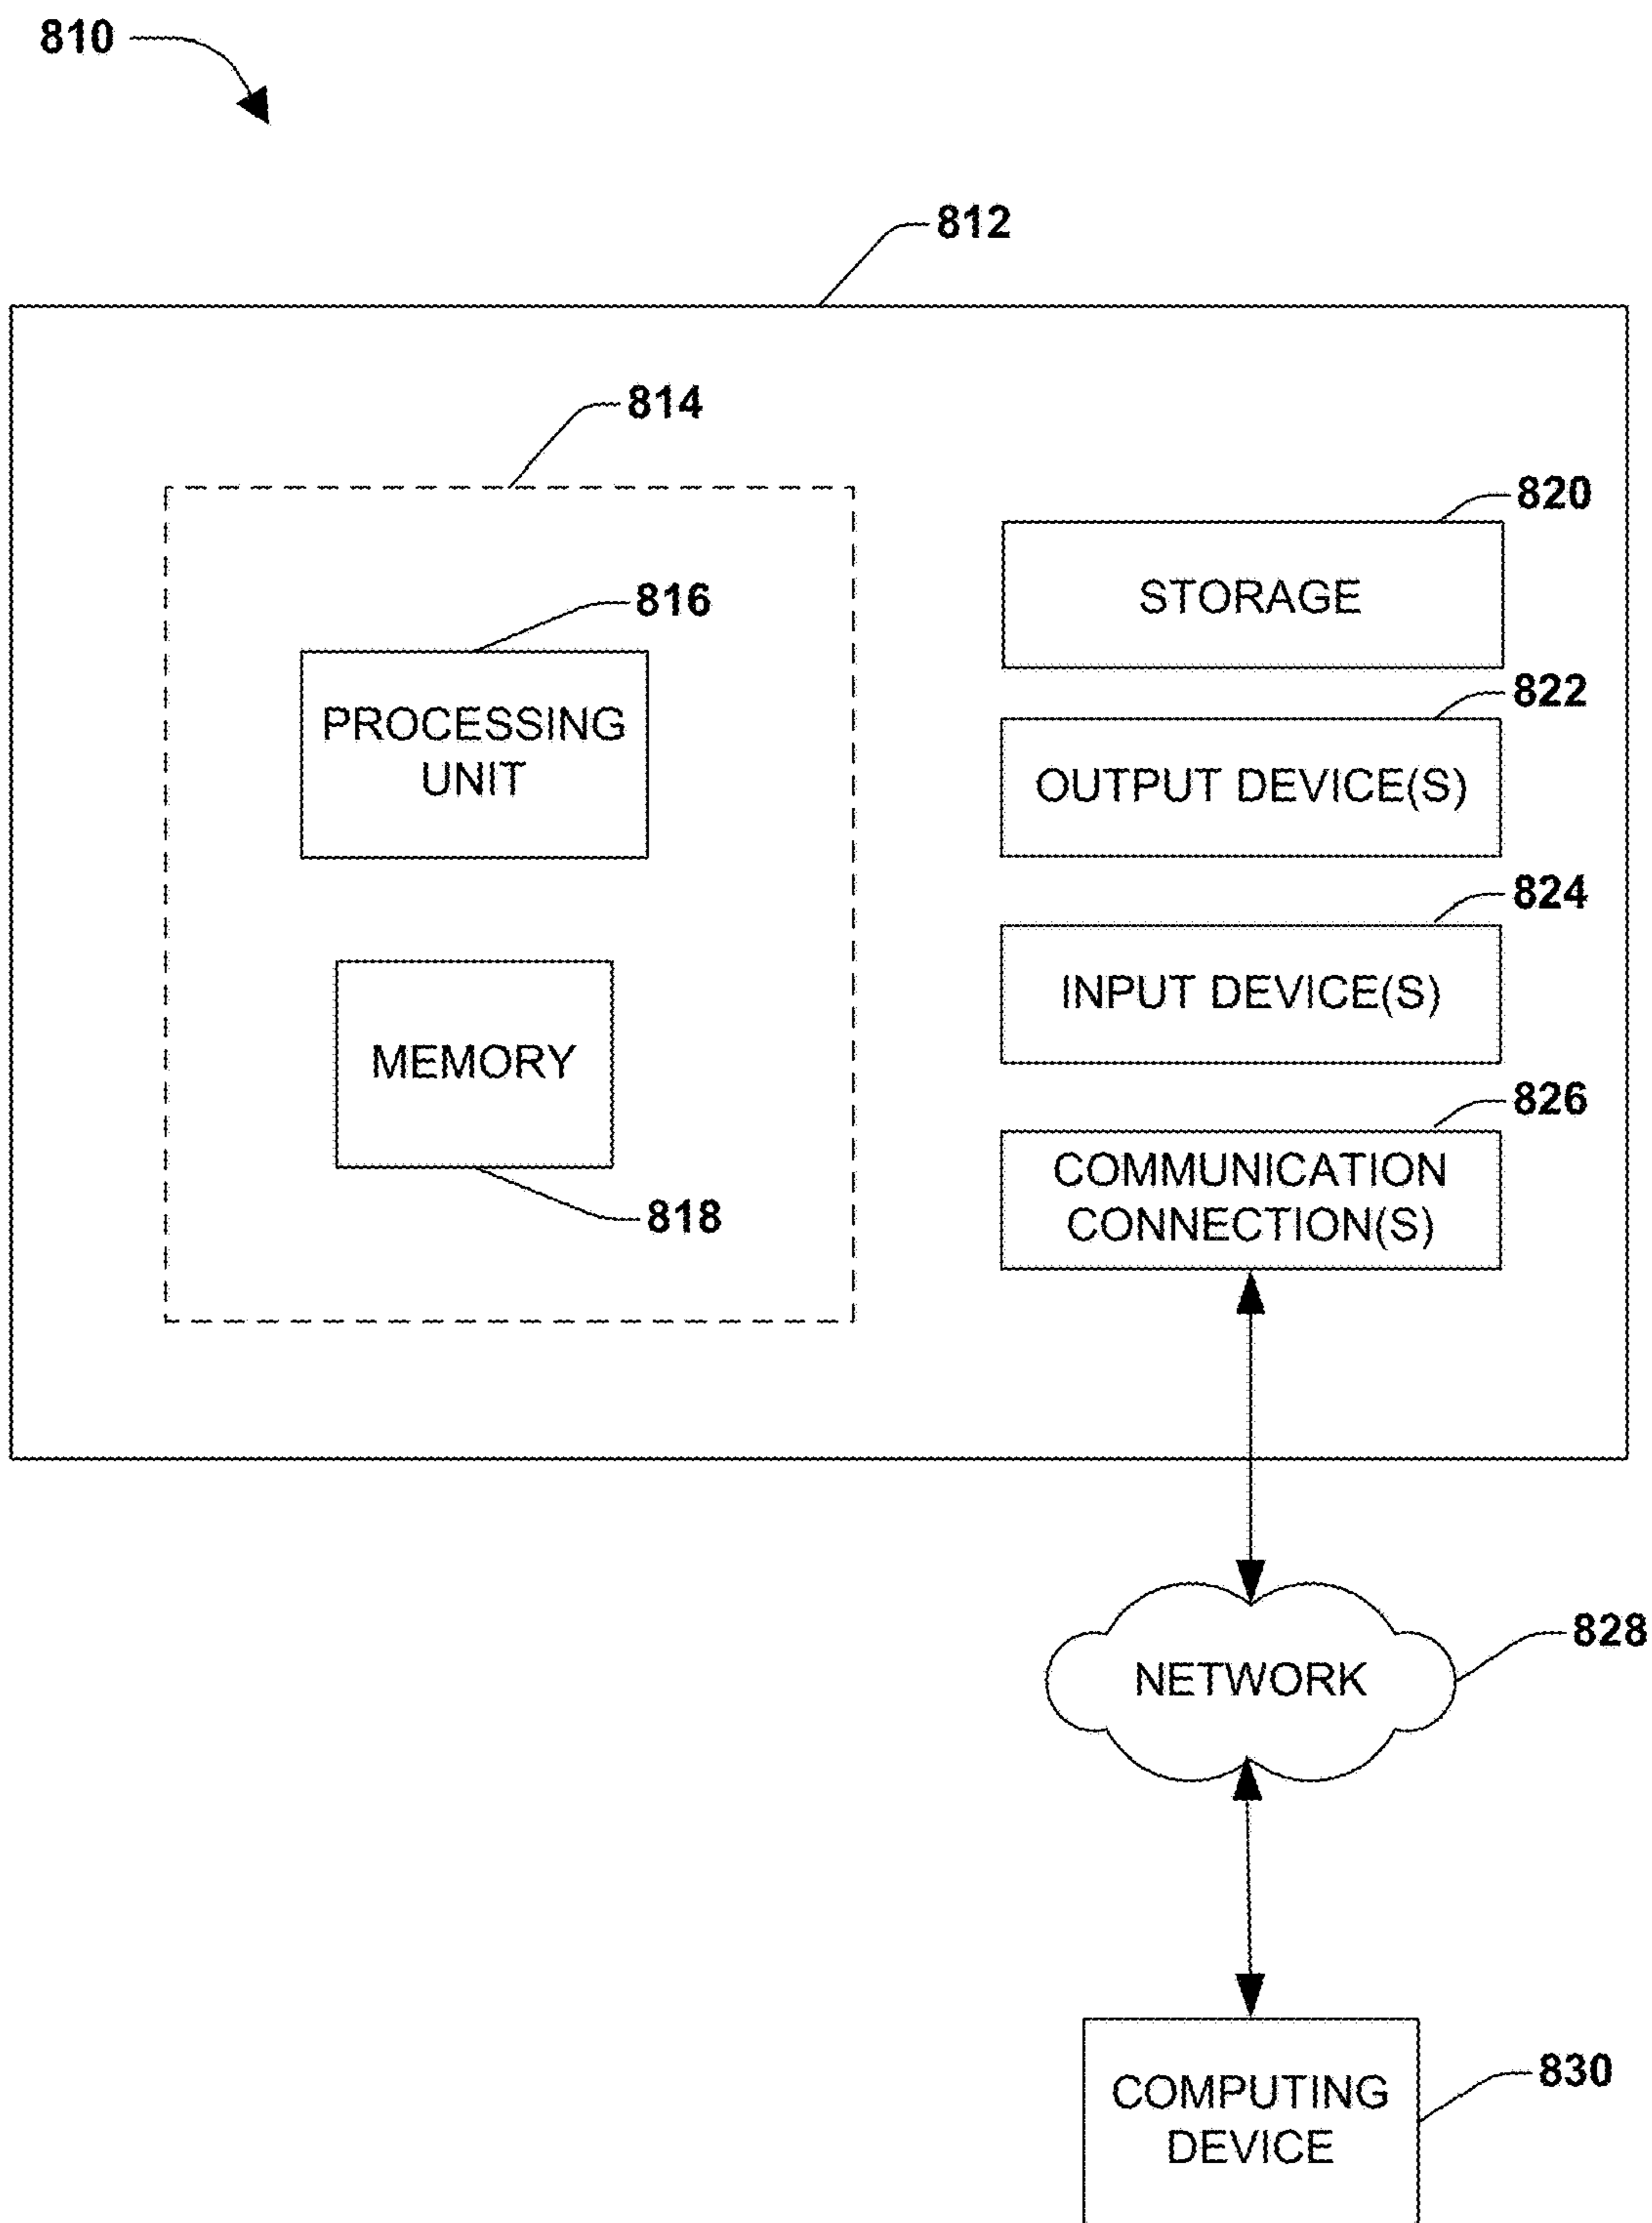 810
812
814
820
STORAGE
816
PROCESSING
UNIT
822
OUTPUT DEVICE(S)
824
INPUT DEVICE(S)
MEMORY
818
826
COMMUNICATION
CONNECTION(S)
828
NETWORK
830
COMPUTING
DEVICE